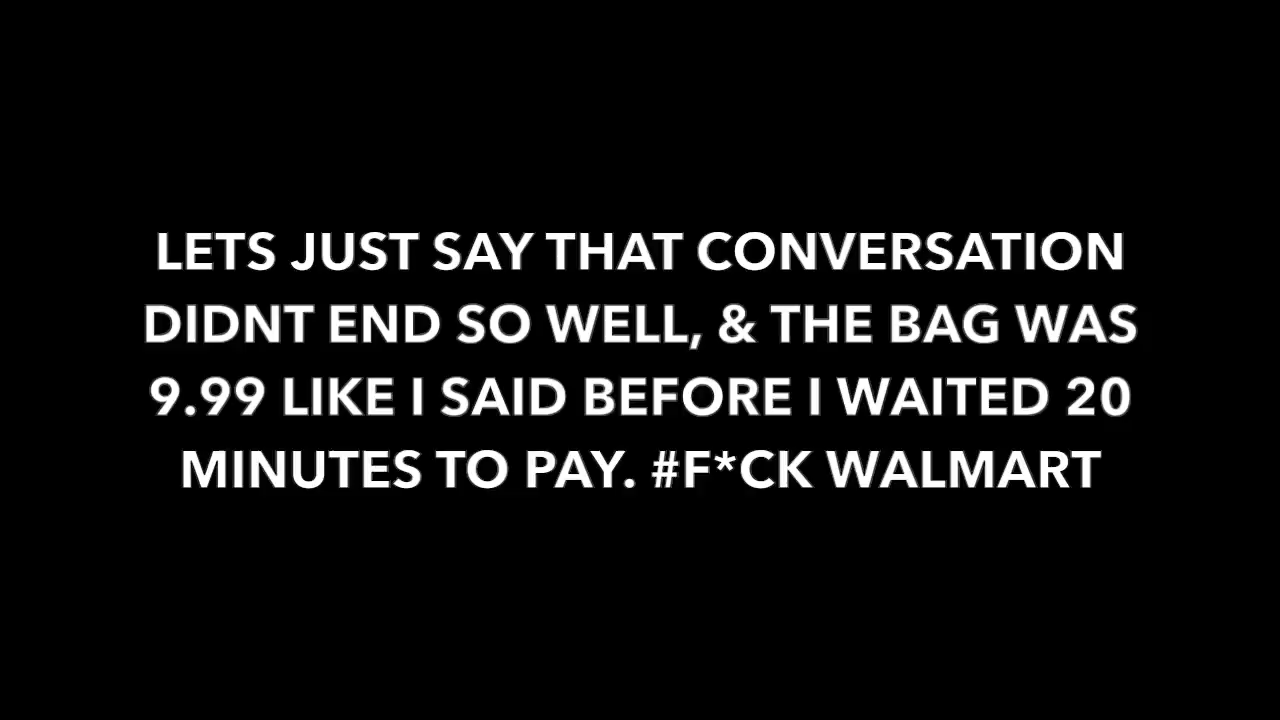 LETS JUST SAY THAT CONVERSATION
DIDNT END SO WELL, & THE BAG WAS
9.99 LIKE I SAID BEFORE I WAITED 20
MINUTES TO PAY. #F*CK WALMART